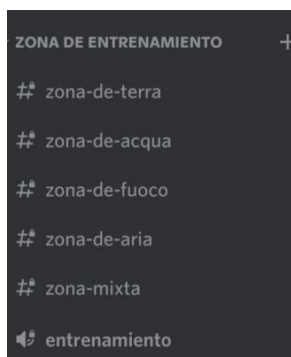 ZONA DE ENTRENAMIENTO
zona-de-terra
zona-de-acqua
zona-de-fuoco
zona-de-aria
zona-mixta
entrenamiento